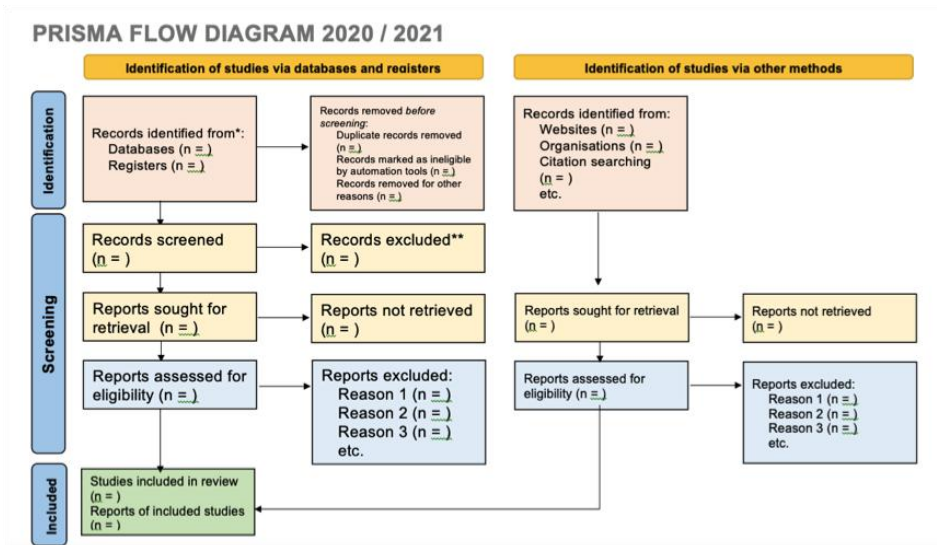 PRISMA FLOW DIAGRAM 2020 / 2021
Identification of studies via databases and registers
Identification of studies via other methods
Identification
Records identified from*:
Databases (n = )
Registers (n = )
Records removed before
screening:
Duplicate records removed
(n = )
Records marked as ineligible
by automation tools (n = )
Records removed for other
reasons (n = )
Records identified from:
Websites (n = )
Organisations (n = )
Citation searching
(n = )
etc.
Screening
Records screened
(n = )
Records excluded**
(n = )
Reports sought for
retrieval (n = )
Reports not retrieved
(n = )
Reports sought for retrieval
(n = )
Reports not retrieved
(n = )
Reports assessed for
eligibility (n = )
Reports excluded:
Reason 1 (n = )
Reason 2 (n = )
Reason 3 (n = )
etc.
Reports assessed for
eligibility (n = )
Reports excluded:
Reason 1 (n = )
Reason 2 (n = )
Reason 3 (n = )
etc.
Included
Studies included in review
(n = )
Reports of included studies
(n = )